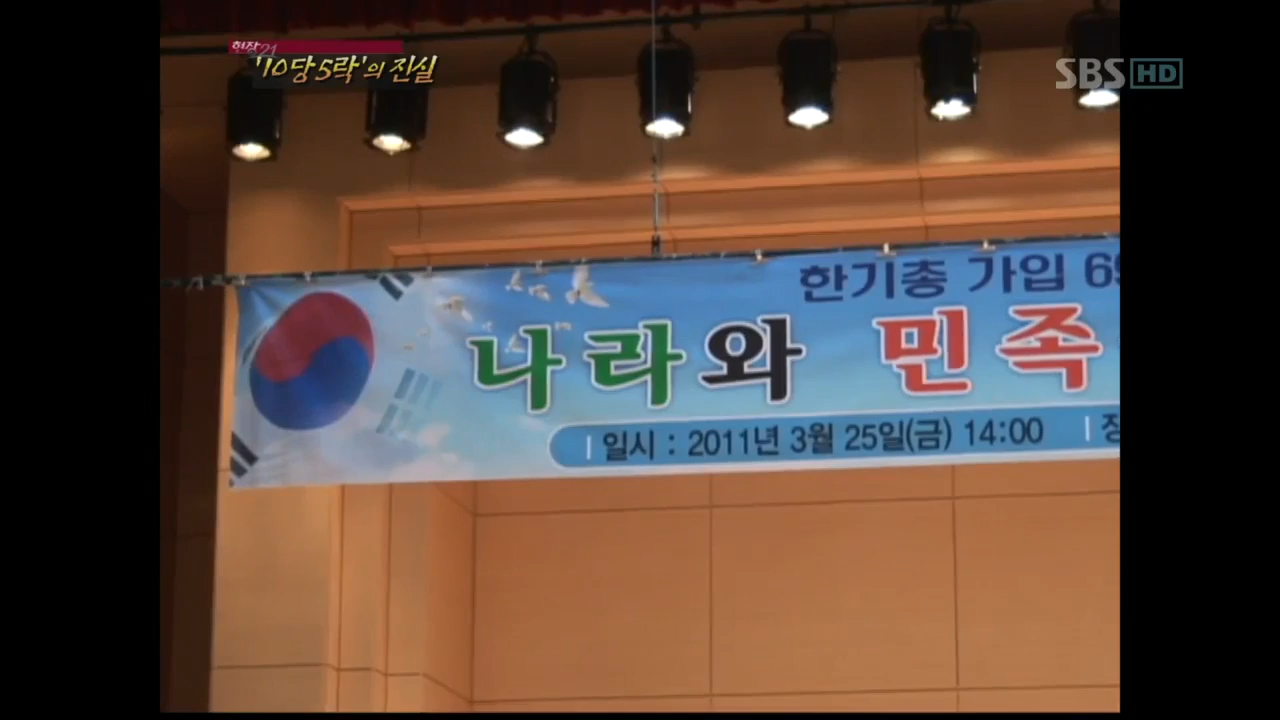 현장21
'10당5락'의 진실
SBS HD
한기총 가입 69
나라와 민족
일시 : 2011년 3월 25일(금) 14:00